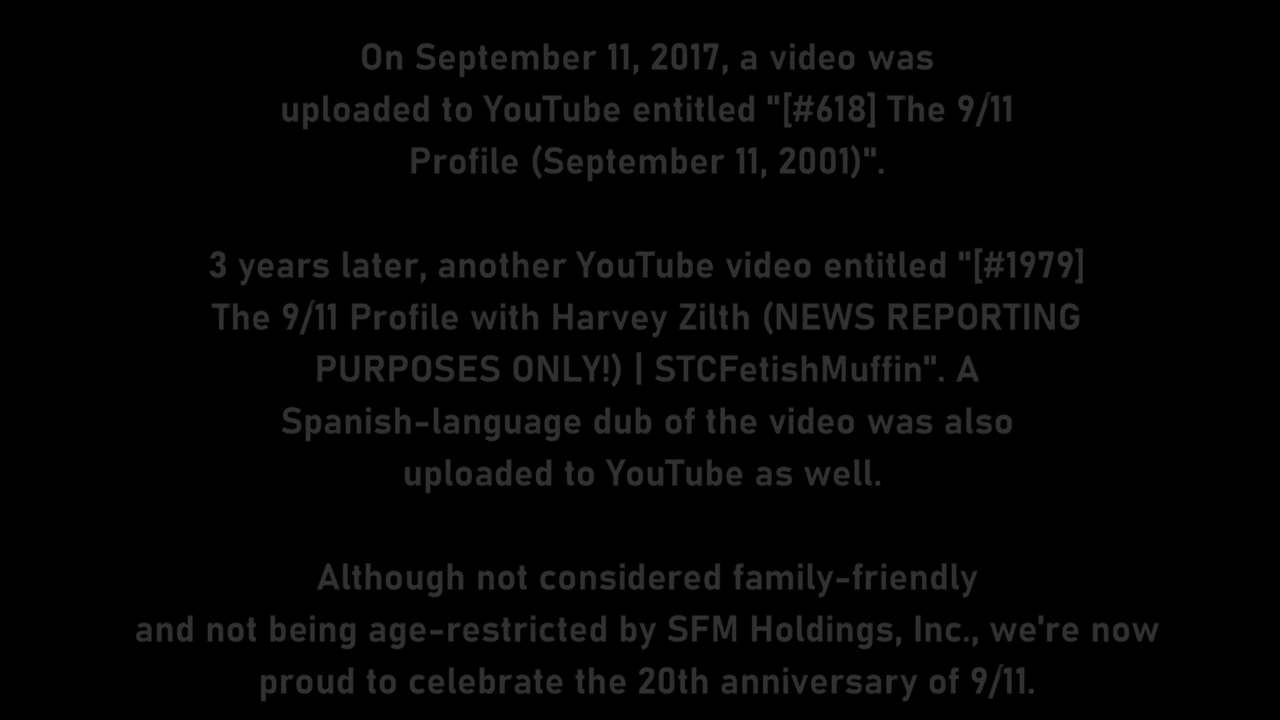 On September 11, 2017, a video was
uploaded to YouTube entitled "[#618] The 9/11
Profile (September 11, 2001)".
3 years later, another YouTube video entitled "[#1979]
The 9/11 Profile with Harvey Zilth (NEWS REPORTING
PURPOSES ONLY!) | STCFetishMuffin". A
Spanish-language dub of the video was also
uploaded to YouTube as well.
Although not considered family-friendly
and not being age-restricted by SFM Holdings, Inc., we're now
proud to celebrate the 20th anniversary of 9/11.